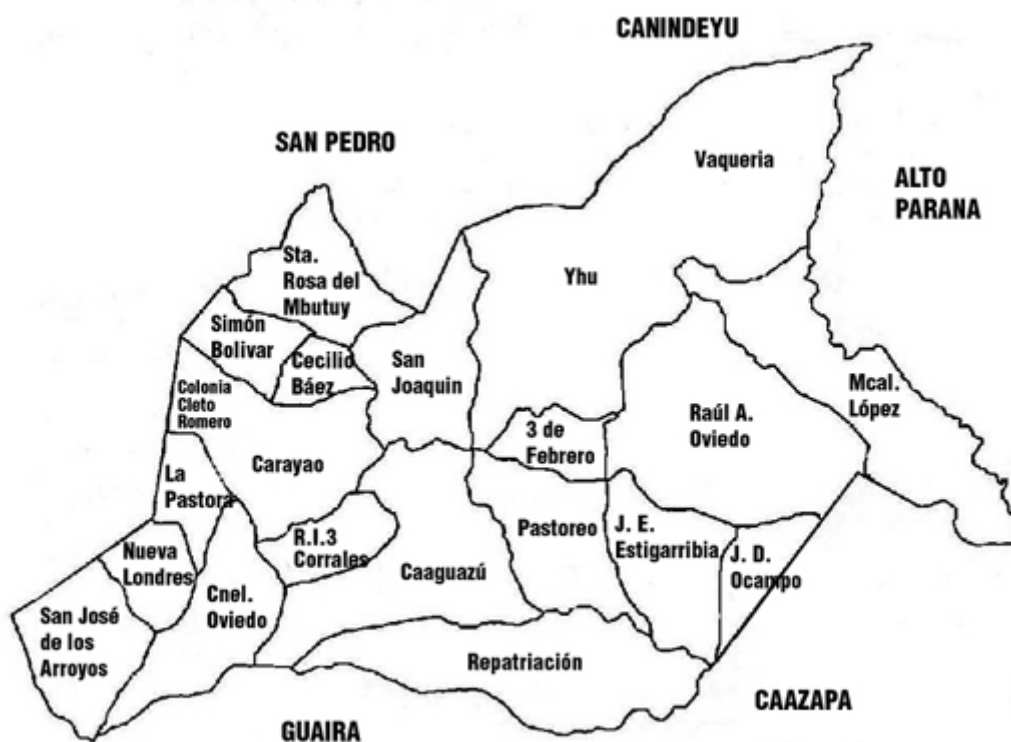 CANINDEYU
SAN PEDRO
Vaqueria
ALTO
PARANA
Sta.
Rosa del
Mbutuy
Yhu
Simón
Bolivar
Cecilio
Báez
San
Joaquin
Colonia
Cleto
Romero
Mcal.
López
Raúl A.
Oviedo
3 de
Febrero
Carayao
La
Pastora
Pastoreo
J. E.
Estigarribia
R.I.3
Corrales
Nueva
Londres
J. D.
Ocampo
Caaguazú
Cnel.
Oviedo
San José
de los
Arroyos
Repatriación
CAAZAPA
GUAIRA